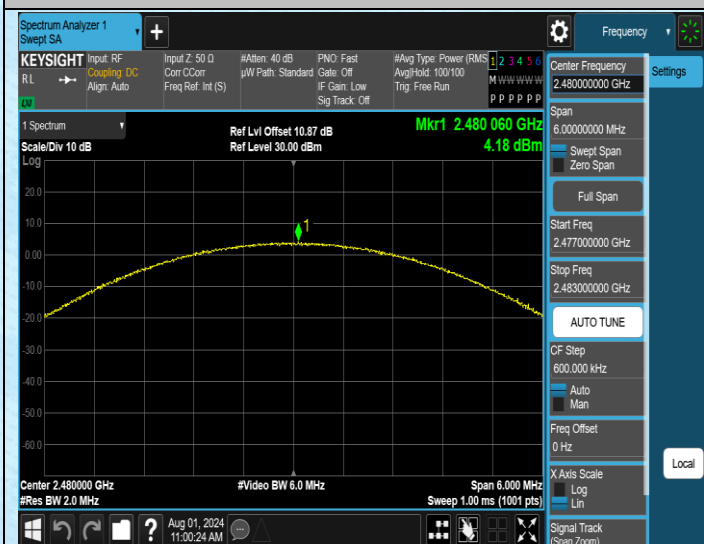 Spectrum Analyzer 1
Swept SA
+
Frequency
KEYSIGHT
RL
Input: RF
Coupling: DC
Align: Auto
Input Z: 50 Ω
Corr CCorr
Freq Ref: Int (S)
#Atten: 40 dB
µW Path: Standard
PNO: Fast
Gate: Off
IF Gain: Low
Sig Track: Off
#Avg Type: Power (RMS
Avg|Hold: 100/100
Trig: Free Run
1 2 3 4 5 6
M W W W W W
P P P P P P
Center Frequency
2.480000000 GHz
Settings
Span
6.00000000 MHz
Swept Span
Zero Span
Full Span
Start Freq
2.477000000 GHz
Stop Freq
2.483000000 GHz
AUTO TUNE
CF Step
600.000 kHz
Auto
Man
Freq Offset
0 Hz
X Axis Scale
Log
Lin
Local
Signal Track
(Span Zoom)
1 Spectrum
Scale/Div 10 dB
Log
Ref Lvl Offset 10.87 dB
Ref Level 30.00 dBm
Mkr1 2.480 060 GHz
4.18 dBm
20.0
10.0
0.00
-10.0
-20.0
-30.0
-40.0
-50.0
-60.0
1
Center 2.480000 GHz
#Res BW 2.0 MHz
#Video BW 6.0 MHz
Span 6.000 MHz
Sweep 1.00 ms (1001 pts)
?
Aug 01, 2024
11:00:24 AM